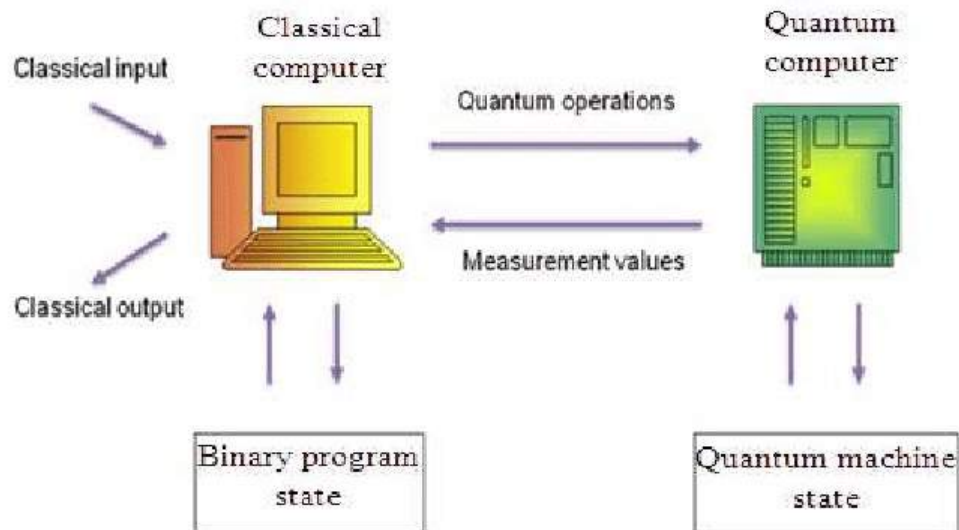 Classical
computer
Quantum
computer
Classical input
Quantum operations
Measurement values
Classical output
Binary program
state
Quantum machine
state